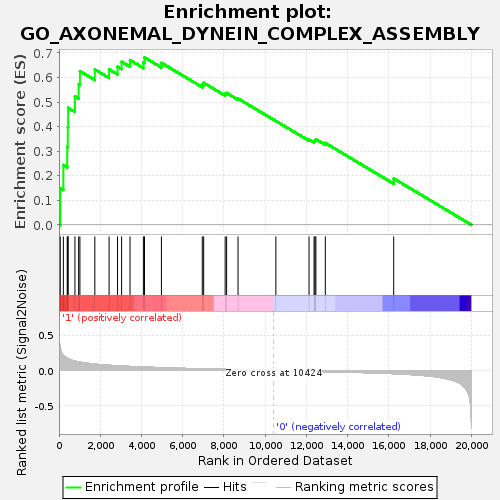 Enrichment plot:
GO_AXONEMAL_DYNEIN_COMPLEX_ASSEMBLY
Enrichment score (ES)
0.7
0.6
0.5
0.4
0.3
0.2
0.1
0.0
'1' (positively correlated)
Ranked list metric (Signal2Noise)
0.5
0.0
-0.5
Zero cross at 10424
'0' (negatively correlated)
0 2,000 4,000 6,000 8,000 10,000 12,000 14,000 16,000 18,000 20,000
Rank in Ordered Dataset
Enrichment profile Hits Ranking metric scores